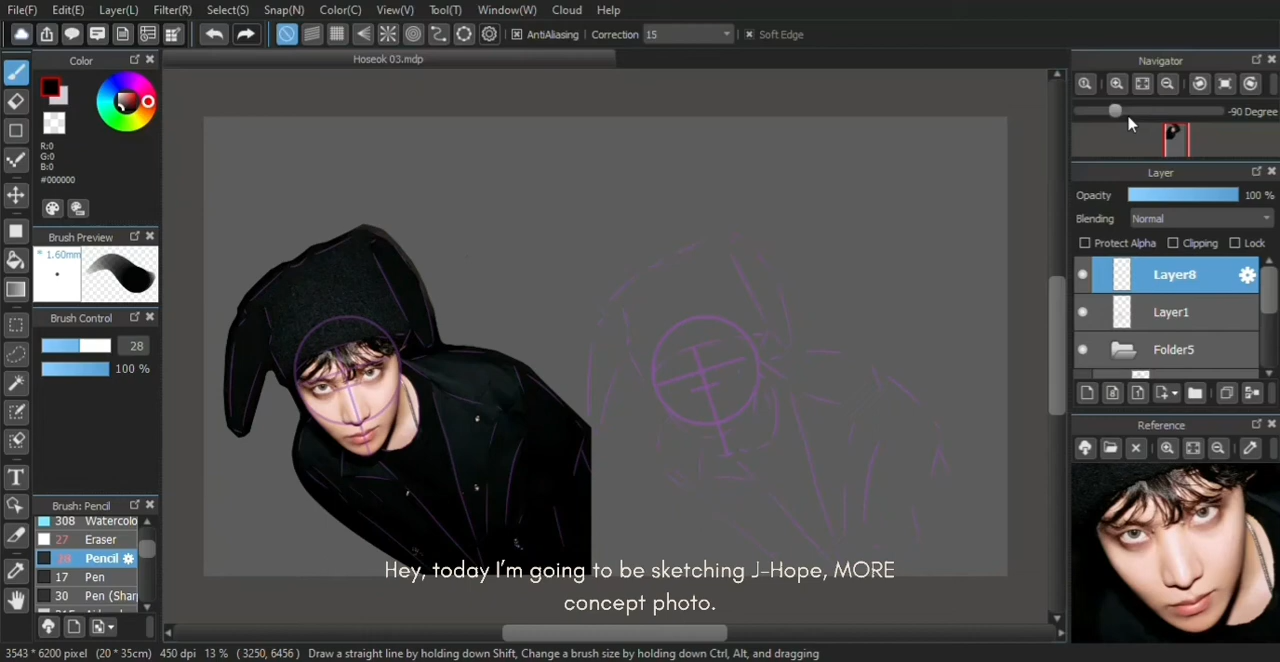 File(F) Edit(E) Layer(L) Filter(R) Select(S) Snap(N) Color(C) View(V) Tool(T) Window(W) Cloud Help
AntiAliasing Correction 15 Soft Edge
Color
Hoseok 03.mdp
Navigator
-90 Degree
R:0
G:0
B:0
#000000
Layer
Opacity 100 %
Blending Normal
Protect Alpha Clipping Lock
Brush Preview
* 1.60mm
Layer8
Layer1
Folder5
Brush Control
28
100 %
Reference
Brush: Pencil
308 Watercolo
27 Eraser
28 Pencil
17 Pen
30 Pen (Shar
Hey, today I'm going to be sketching J-Hope, MORE
concept photo.
3543 * 6200 pixel (20 * 35cm) 450 dpi 13 % ( 3250, 6456 ) Draw a straight line by holding down Shift, Change a brush size by holding down Ctrl, Alt, and dragging